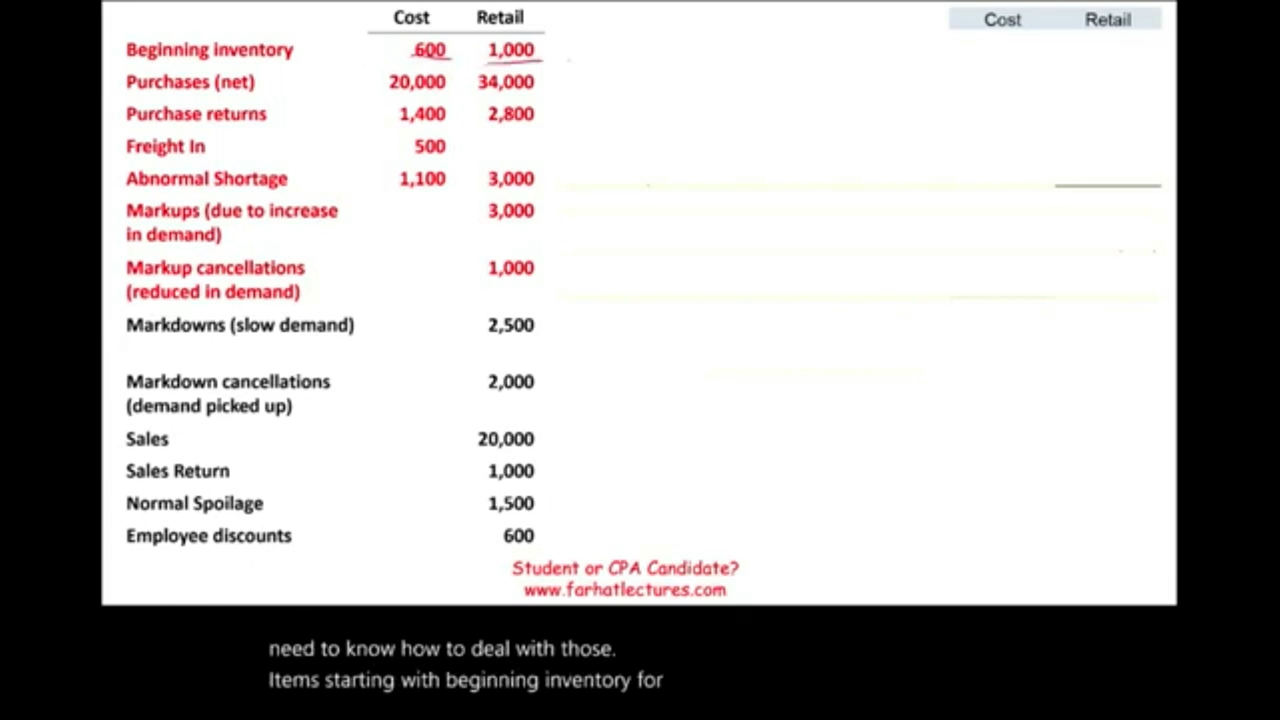 Cost Retail Cost Retail
Beginning inventory 600 1,000
Purchases (net) 20,000 34,000
Purchase returns 1,400 2,800
Freight In 500
Abnormal Shortage 1,100 3,000
Markups (due to increase 3,000
in demand)
Markup cancellations 1,000
(reduced in demand)
Markdowns (slow demand) 2,500
Markdown cancellations 2,000
(demand picked up)
Sales 20,000
Sales Return 1,000
Normal Spoilage 1,500
Employee discounts 600
Student or CPA Candidate?
www.farhatlectures.com
need to know how to deal with those.
Items starting with beginning inventory for